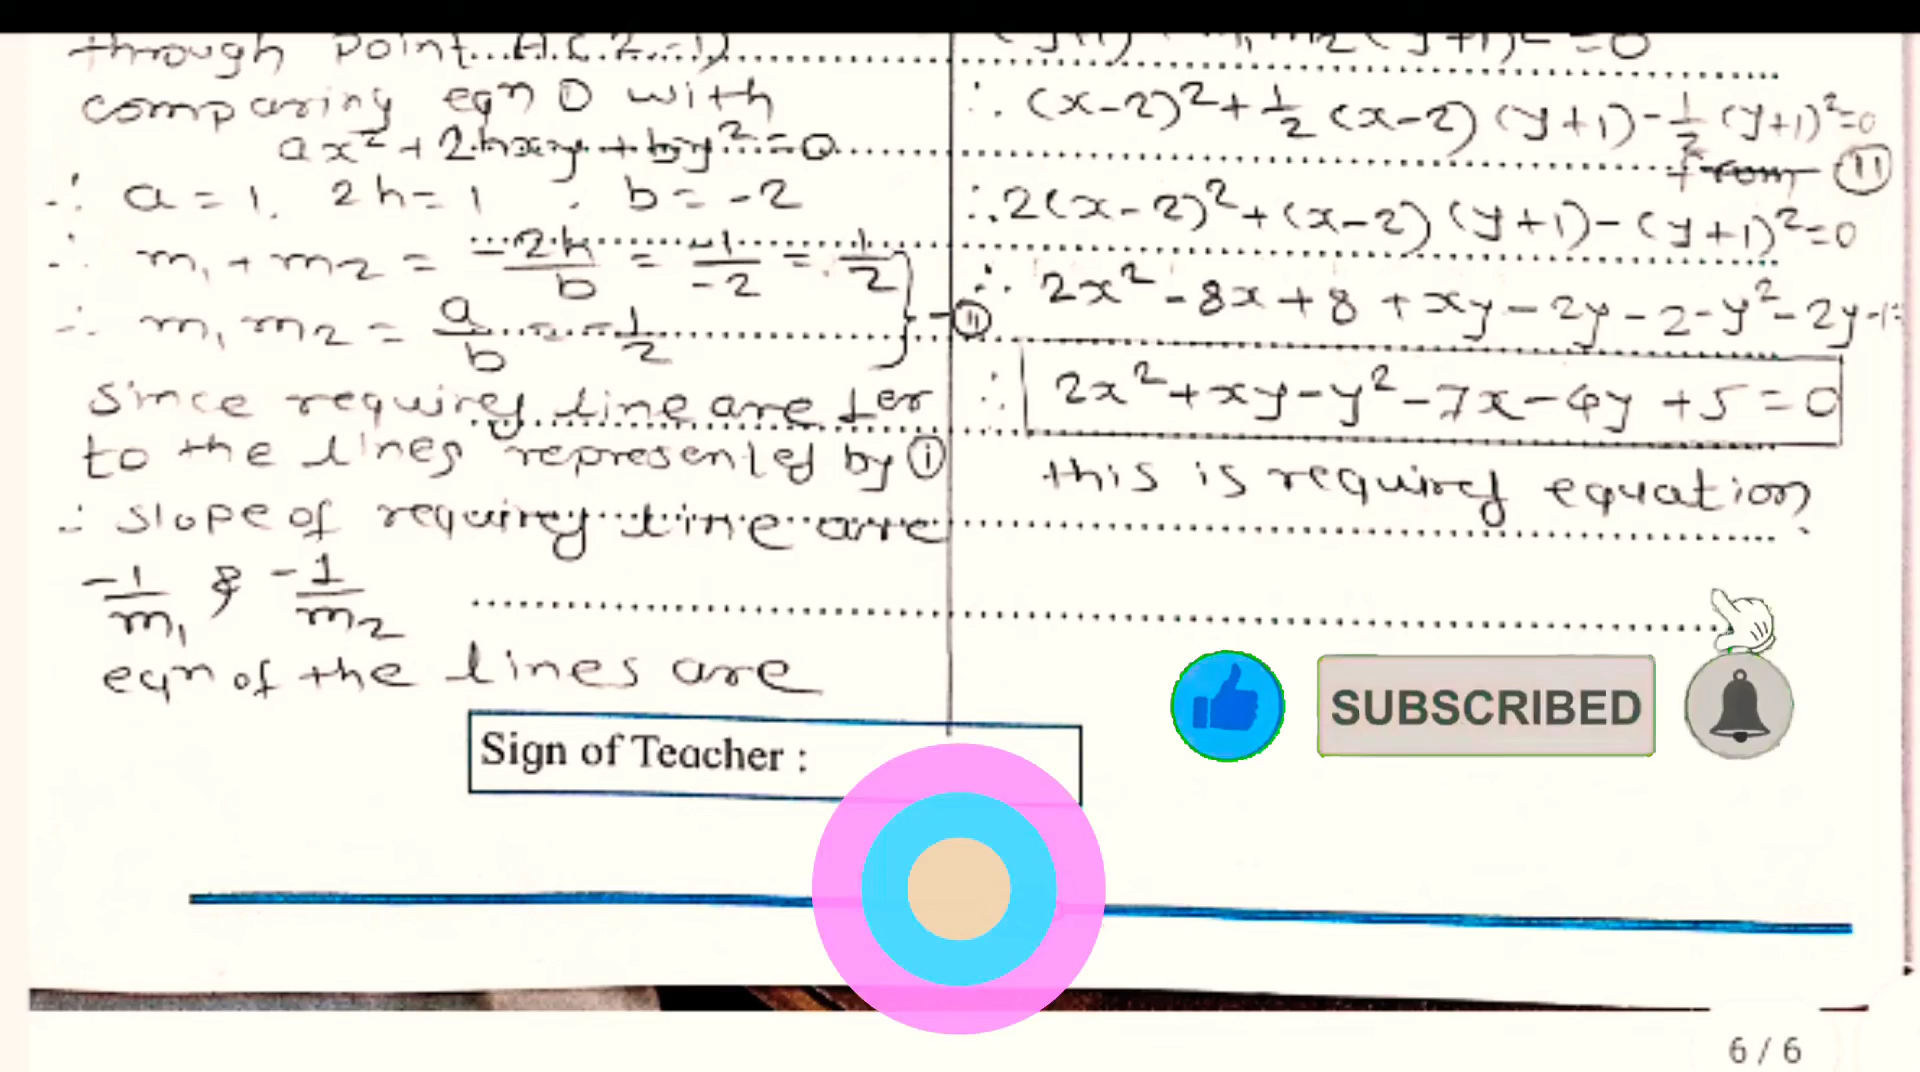 through point A(2,-1)
comparing eqn ① with
ax²+2hxy+by²=0
∴ a=1, 2h=1, b=-2
∴ m₁+m₂ = -2h/b = -1/-2 = 1/2
∴ m₁m₂ = a/b = -1/2 } - ⑪
Since required line are ter
to the lines represented by ①
∴ slope of required line are
-1/m₁ & -1/m₂
eqn of the lines are
∴ (x-2)²+1/2(x-2)(y+1)-1/2(y+1)²=0
from ⑪
∴ 2(x-2)²+(x-2)(y+1)-(y+1)²=0
∴ 2x²-8x+8+xy-2y-2-y²-2y-1=
∴ 2x²+xy-y²-7x-4y+5=0
this is required equation
SUBSCRIBED
Sign of Teacher :
6 / 6